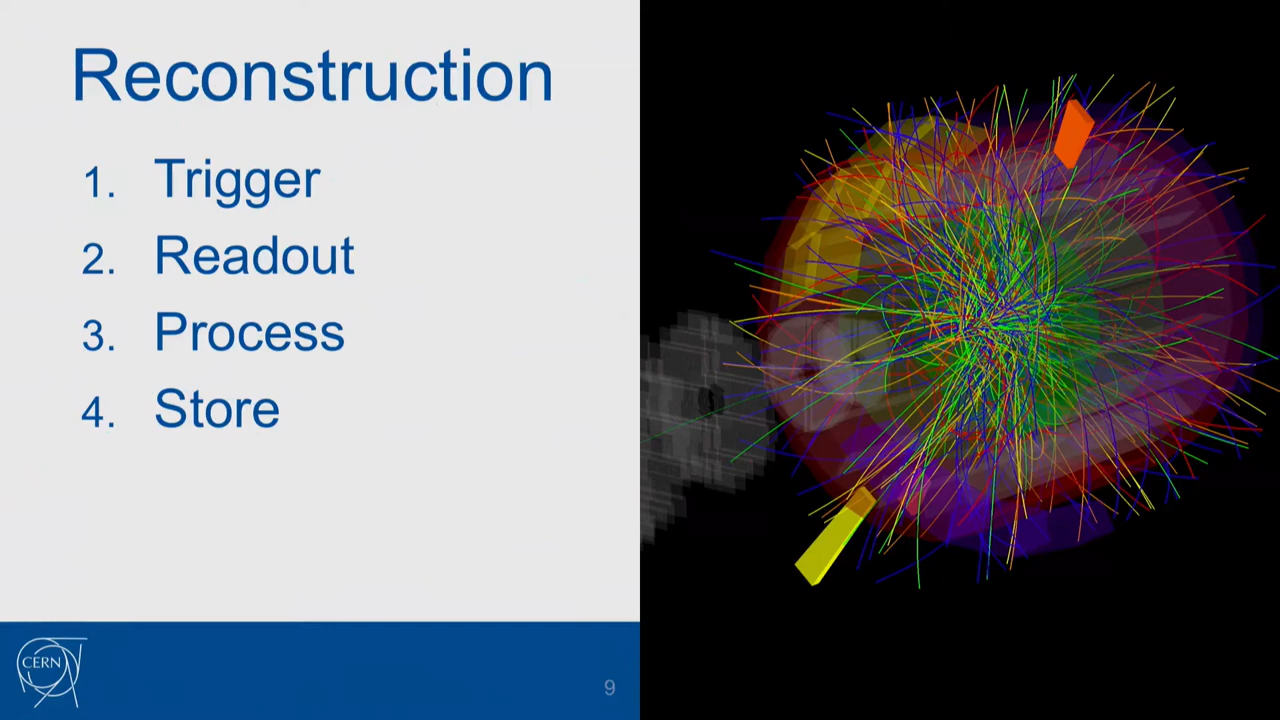 Reconstruction
1. Trigger
2. Readout
3. Process
4. Store
CERN
9